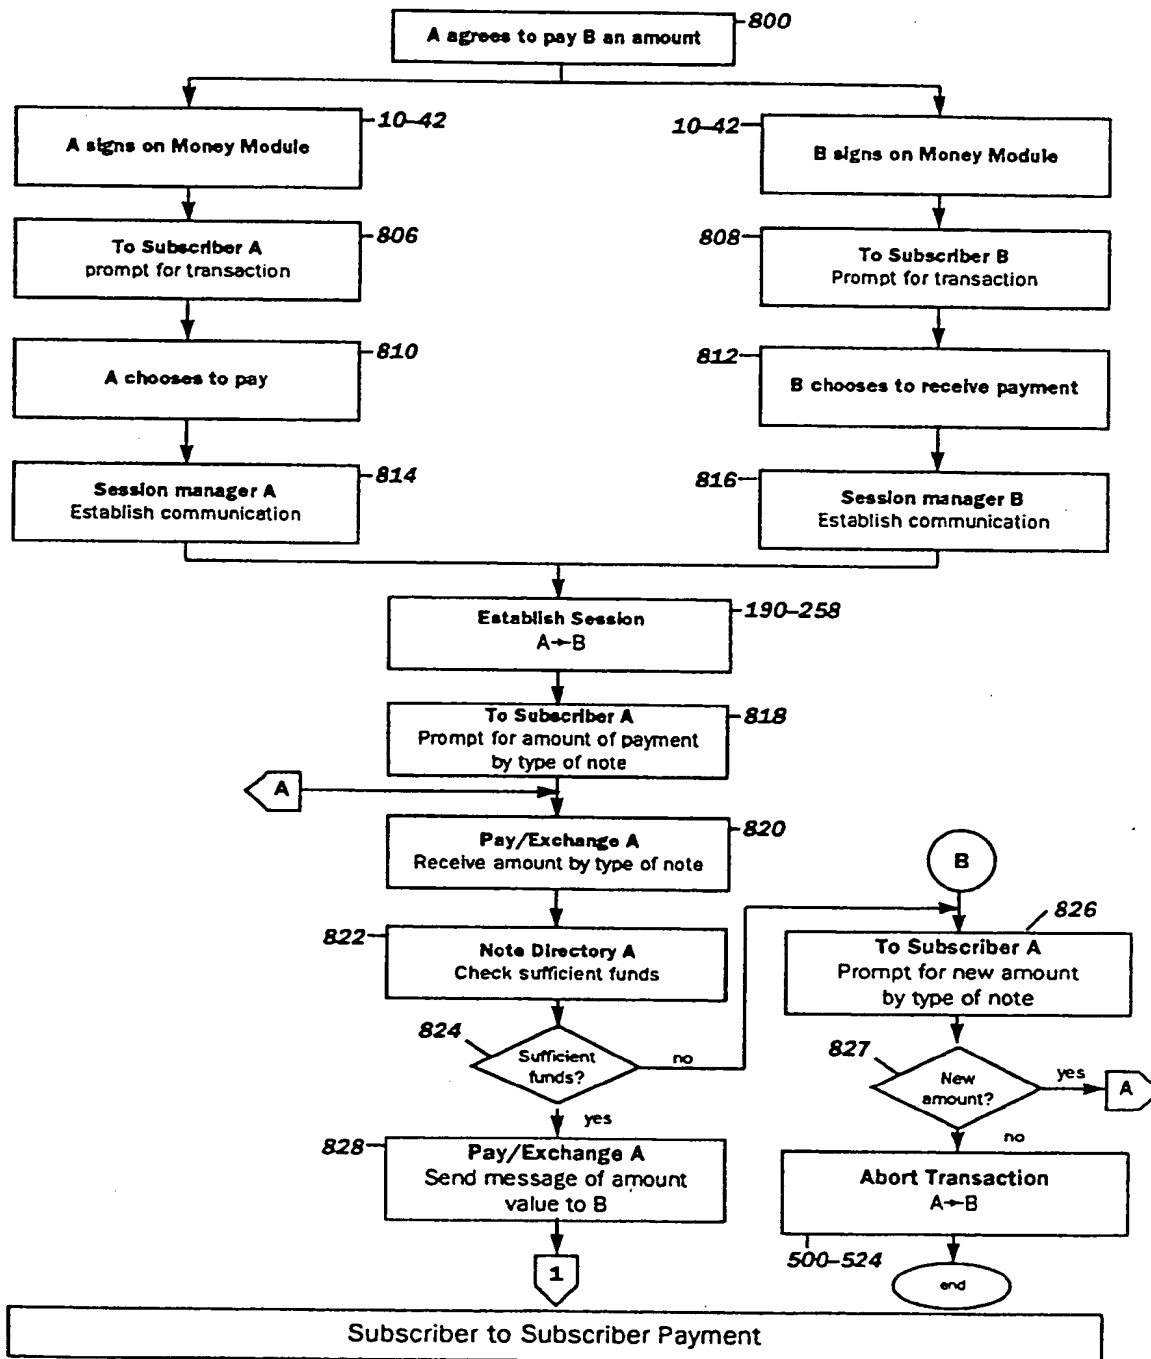 A agrees to pay B an amount
800
A signs on Money Module
10-42
10-42
B signs on Money Module
To Subscriber A
prompt for transaction
806
808
To Subscriber B
Prompt for transaction
A chooses to pay
810
812
B chooses to receive payment
Session manager A
Establish communication
814
816
Session manager B
Establish communication
Establish Session
A→B
190-258
To Subscriber A
Prompt for amount of payment
by type of note
818
A
Pay/Exchange A
Receive amount by type of note
820
B
822
Note Directory A
Check sufficient funds
826
To Subscriber A
Prompt for new amount
by type of note
824
Sufficient
funds?
no
yes
827
New
amount?
yes
A
no
828
Pay/Exchange A
Send message of amount
value to B
Abort Transaction
A→B
500-524
1
end
Subscriber to Subscriber Payment